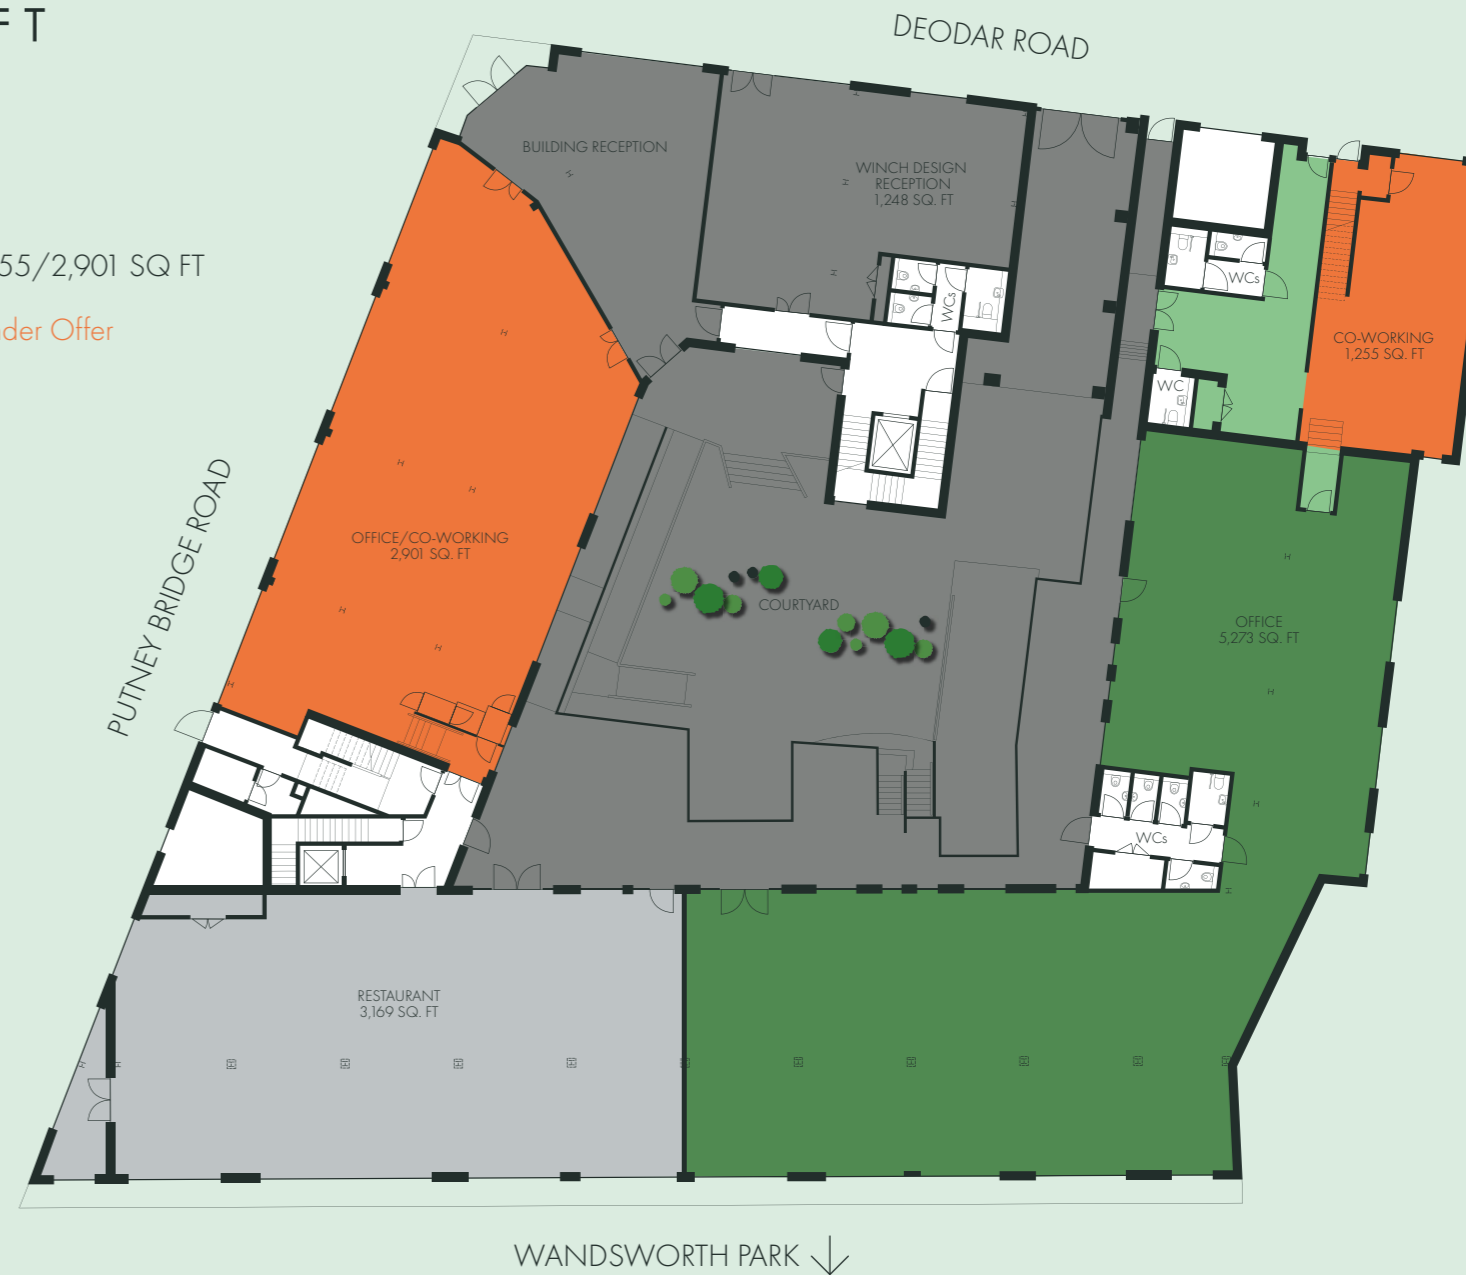 FT
DEODAR ROAD
BUILDING RECEPTION
WINCH DESIGN
RECEPTION
1,248 SQ. FT
55/2,901 SQ FT
der Offer
WCs
WCs
CO-WORKING
1,255 SQ. FT
WC
PUTNEY BRIDGE ROAD
OFFICE/CO-WORKING
2,901 SQ. FT
COURTYARD
OFFICE
5,273 SQ. FT
WCs
RESTAURANT
3,169 SQ. FT
WANDSWORTH PARK